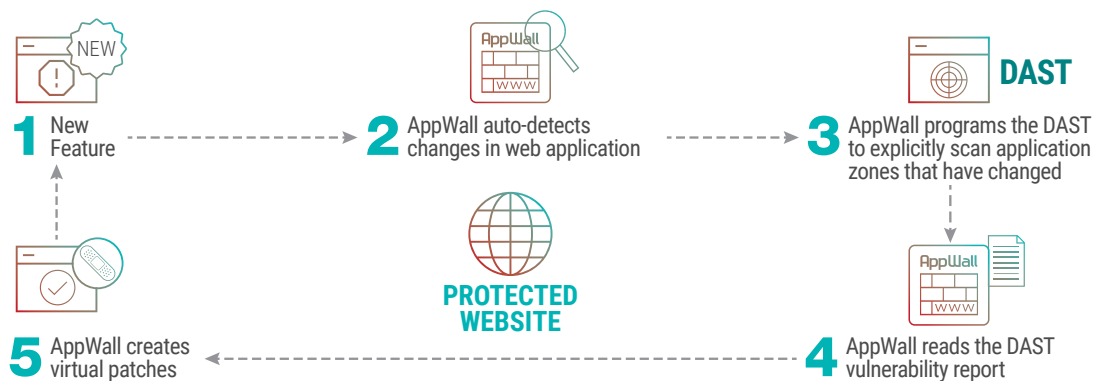 NEW
1 New
Feature
AppWall
WWW
2 AppWall auto-detects
changes in web application
DAST
3 AppWall programs the DAST
to explicitly scan application
zones that have changed
AppWall
WWW
4 AppWall reads the DAST
vulnerability report
5 AppWall creates
virtual patches
PROTECTED
WEBSITE